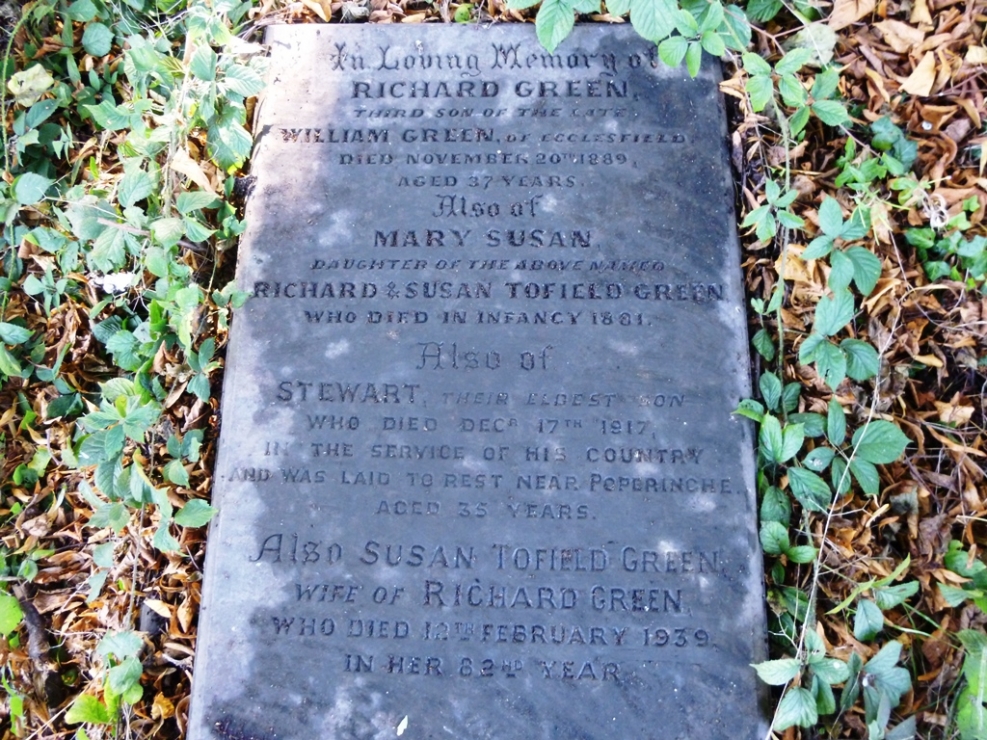 In Loving Memory of
RICHARD GREEN,
THIRD SON OF THE LATE
WILLIAM GREEN, OF ECCLESFIELD,
DIED NOVEMBER 20TH 1889,
AGED 37 YEARS.
Also of
MARY SUSAN,
DAUGHTER OF THE ABOVE NAMED
RICHARD & SUSAN TOFIELD GREEN
WHO DIED IN INFANCY 1881.
Also of
STEWART, THEIR ELDEST SON
WHO DIED DECR 17TH 1917,
IN THE SERVICE OF HIS COUNTRY
AND WAS LAID TO REST NEAR POPERINGHE.
AGED 35 YEARS.
Also SUSAN TOFIELD GREEN,
WIFE OF RICHARD GREEN,
WHO DIED 12TH FEBRUARY 1939.
IN HER 82ND YEAR.